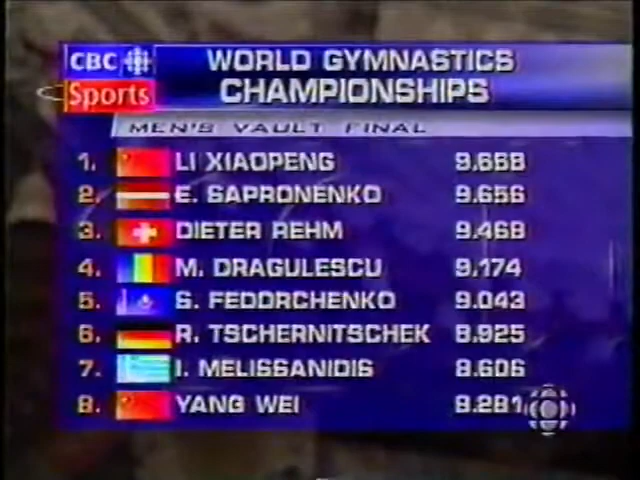 CBC
Sports
WORLD GYMNASTICS
CHAMPIONSHIPS
MEN'S VAULT FINAL
1. LI XIAOPENG 9.668
2. E. SAPRONENKO 9.656
3. DIETER REHM 9.468
4. M. DRAGULESCU 9.174
5. S. FEDORCHENKO 9.043
6. R. TSCHERNITSCHEK 8.925
7. I. MELISSANIDIS 8.606
8. YANG WEI 8.281